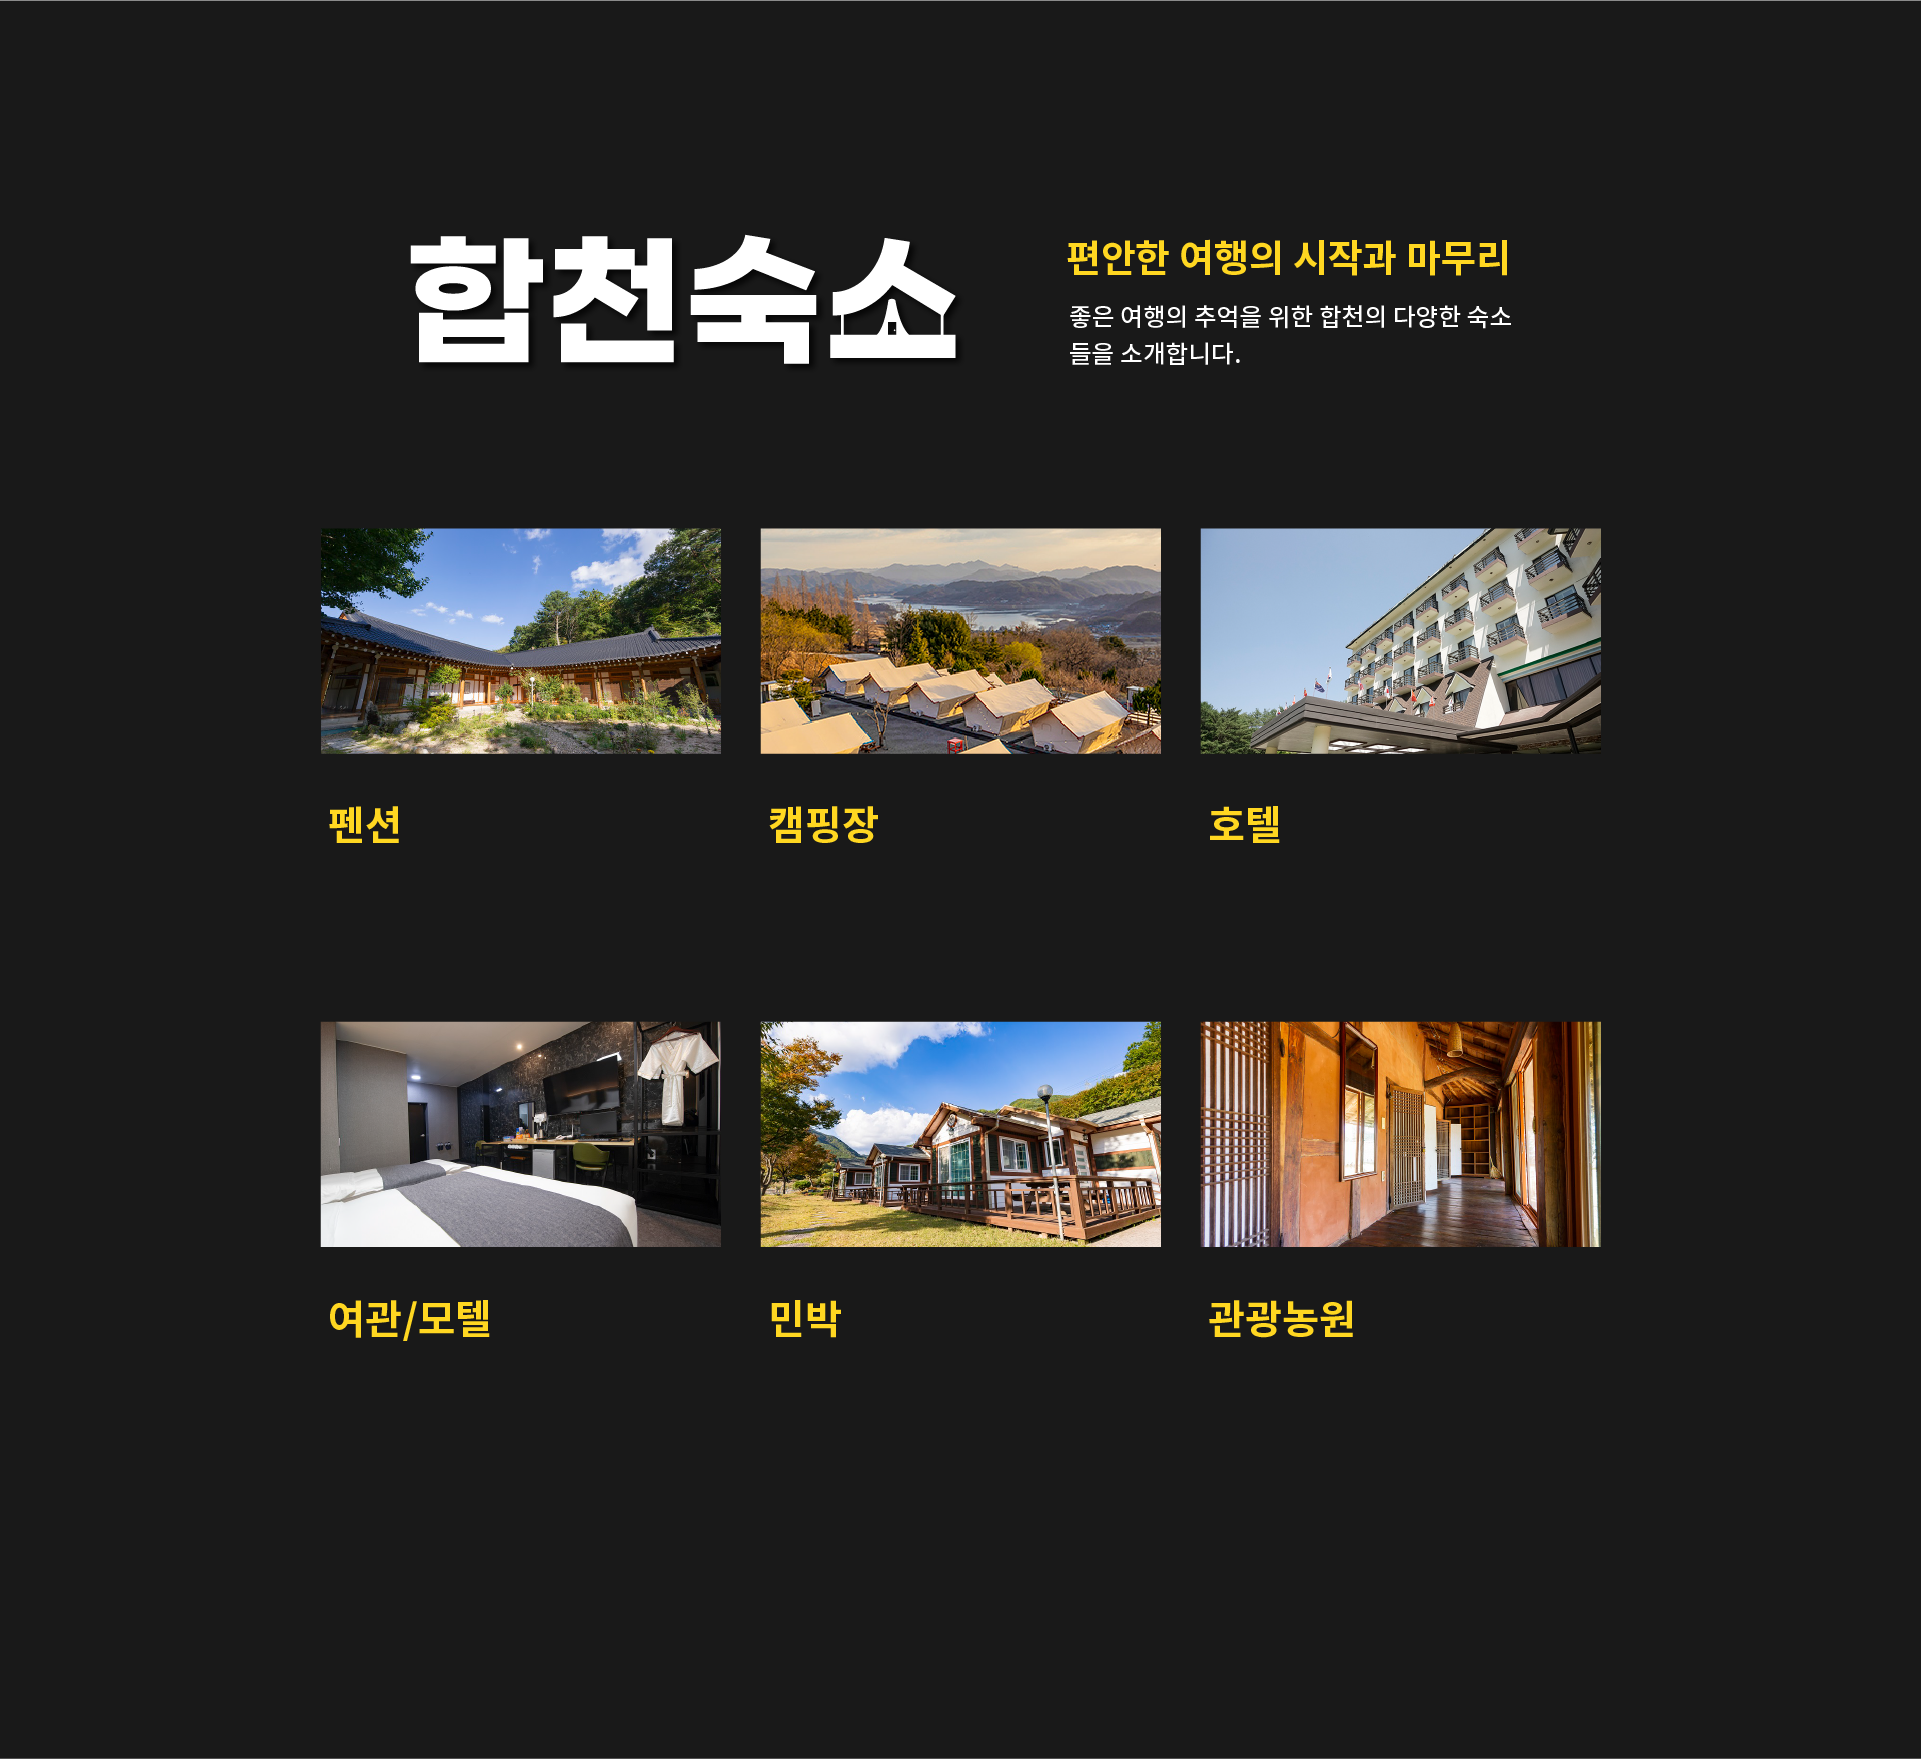 합천숙소
편안한 여행의 시작과 마무리
좋은 여행의 추억을 위한 합천의 다양한 숙소
들을 소개합니다.
펜션
캠핑장
호텔
여관/모텔
민박
관광농원